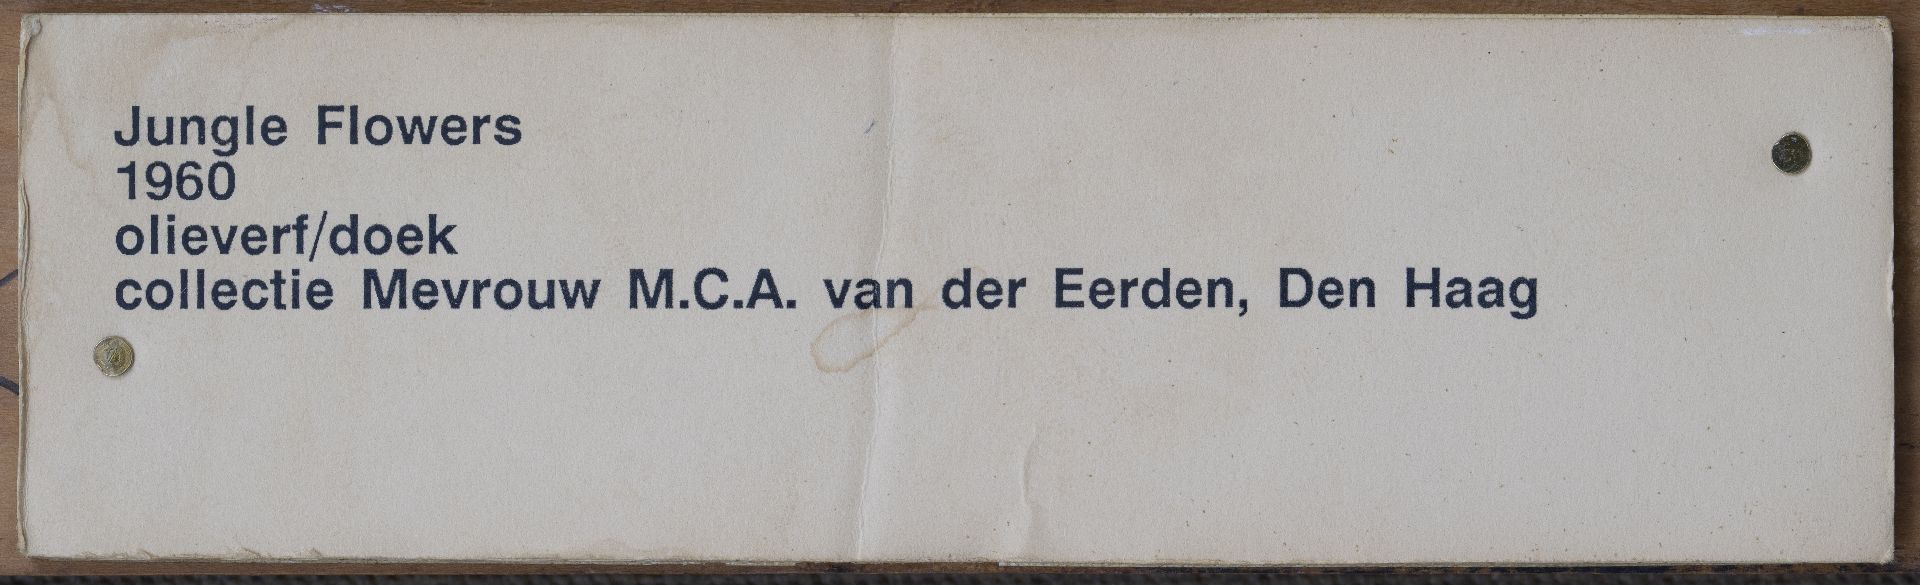 Jungle Flowers
1960
olieverf/doek
collectie Mevrouw M.C.A. van der Eerden, Den Haag